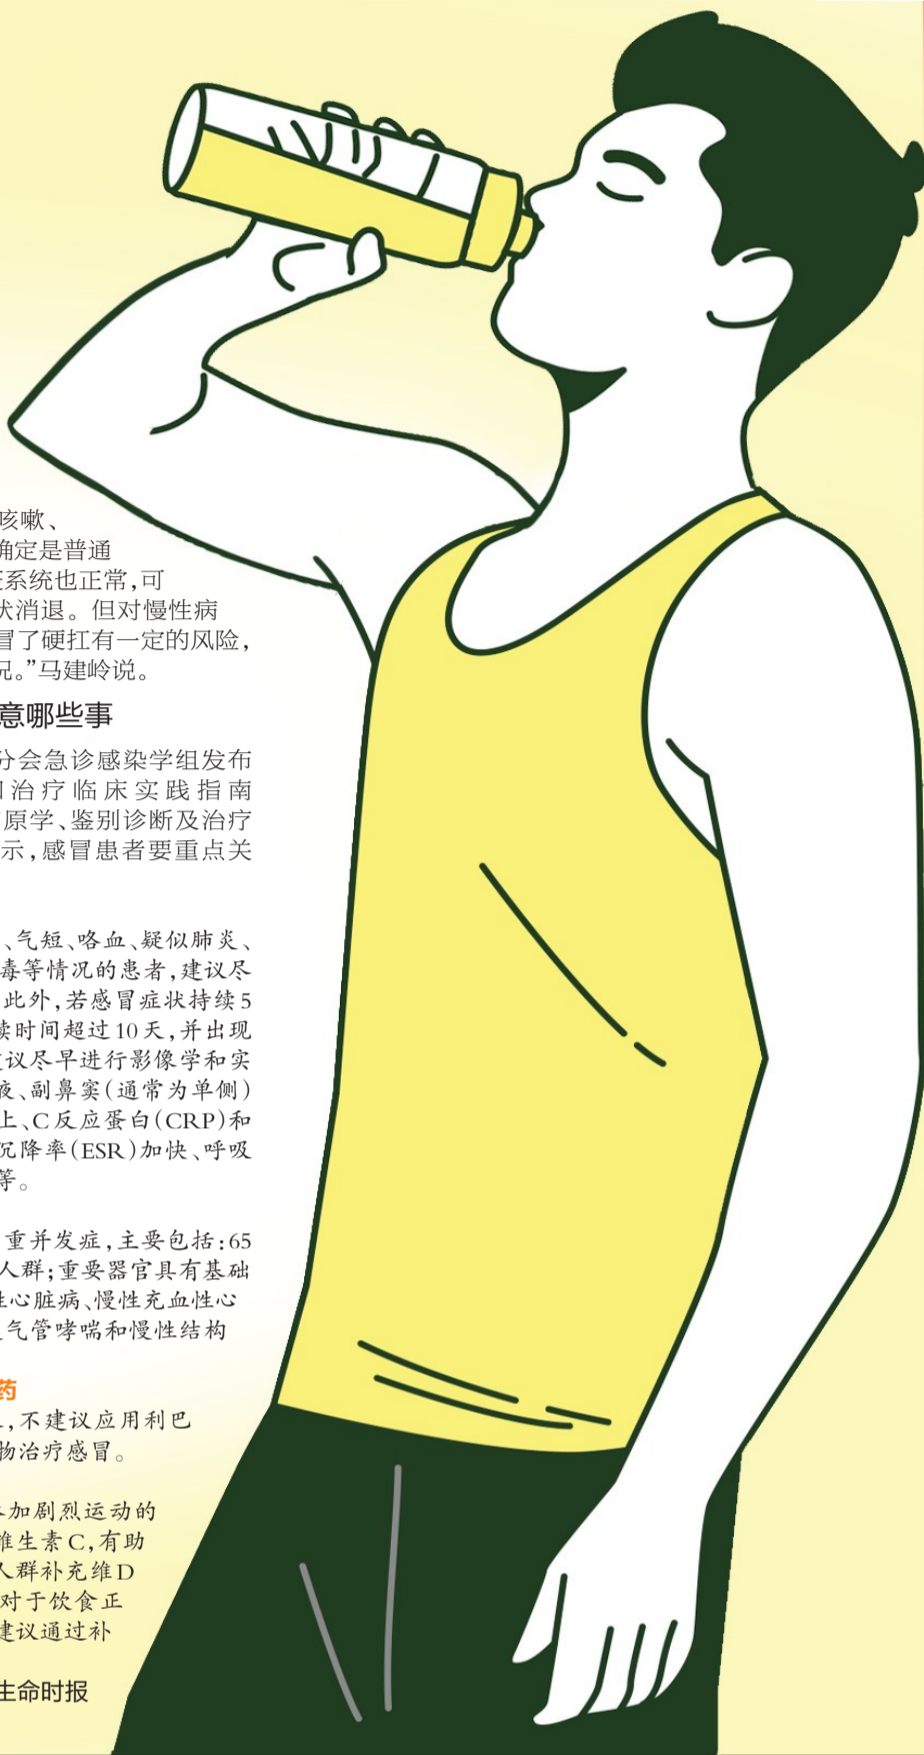 咳嗽、
确定是普通
系统也正常,可
状消退。但对慢性病
冒了硬扛有一定的风险,
况。”马建岭说。
意哪些事
分会急诊感染学组发布
治疗临床实践指南
原学、鉴别诊断及治疗
示,感冒患者要重点关
、气短、咯血、疑似肺炎、
毒等情况的患者,建议尽
此外,若感冒症状持续5
续时间超过10天,并出现
议尽早进行影像学和实
液、副鼻窦(通常为单侧)
上、C反应蛋白(CRP)和
沉降率(ESR)加快、呼吸
等。
重并发症,主要包括:65
人群;重要器官具有基础
性心脏病、慢性充血性心
气管哮喘和慢性结构
药
,不建议应用利巴
物治疗感冒。
加剧烈运动的
维生素C,有助
人群补充维D
对于饮食正
建议通过补
生命时报